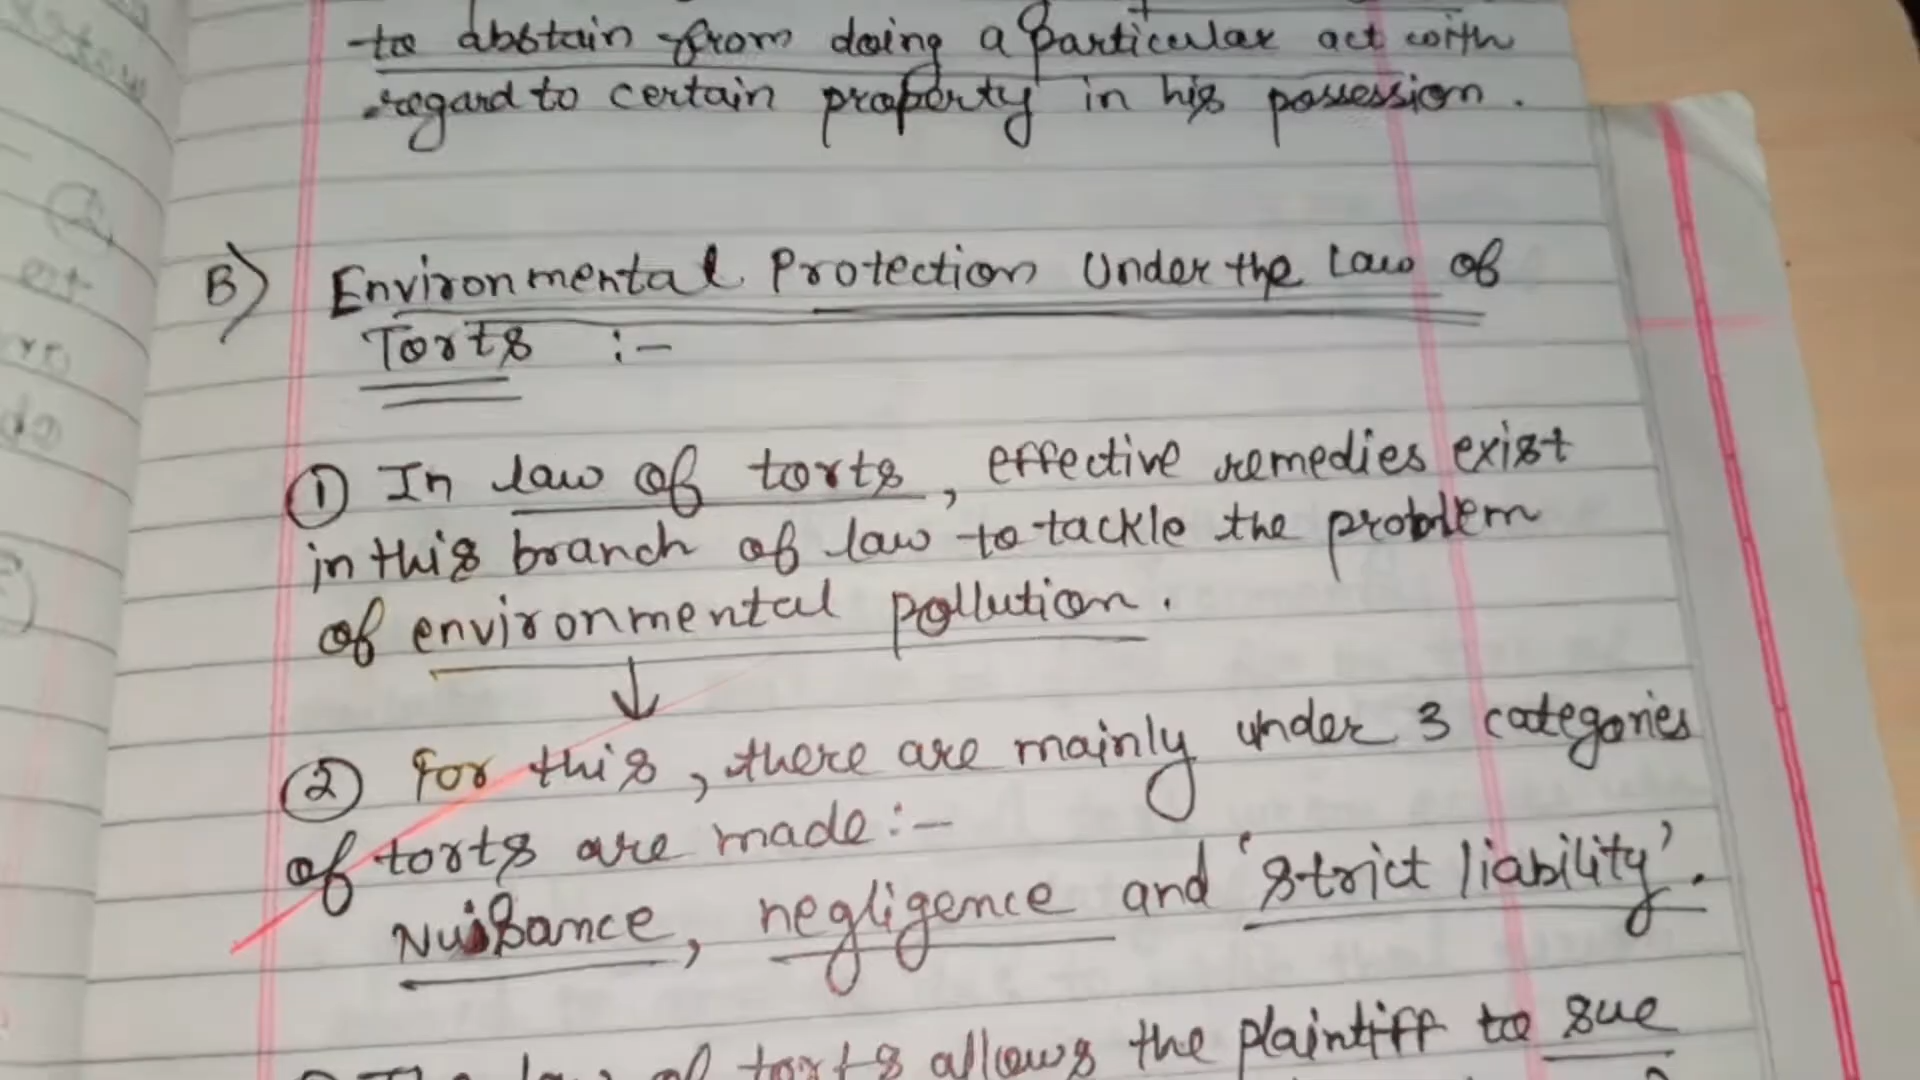 to abstain from doing a particular act with
regard to certain property in his possession.
B) Environmental Protection Under the Law of
Torts :-
① In law of torts, effective remedies exist
in this branch of law to tackle the problem
of environmental pollution.
↓
② For this, there are mainly under 3 categories
of torts are made :-
Nuisance, negligence and 'strict liability'.
law of torts allows the plaintiff to sue